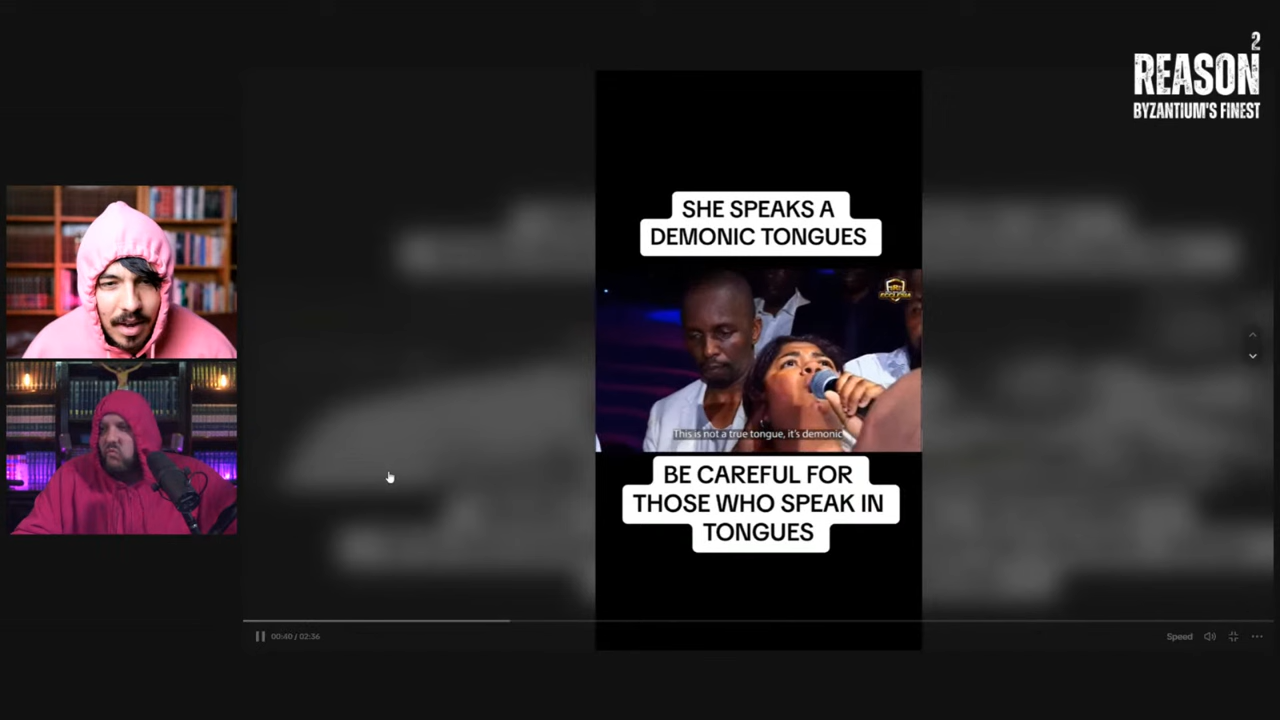 2
REASON
BYZANTIUM'S FINEST
SHE SPEAKS A
DEMONIC TONGUES
This is not a true tongue, it's demonic
BE CAREFUL FOR
THOSE WHO SPEAK IN
TONGUES
00:40 / 02:36
Speed